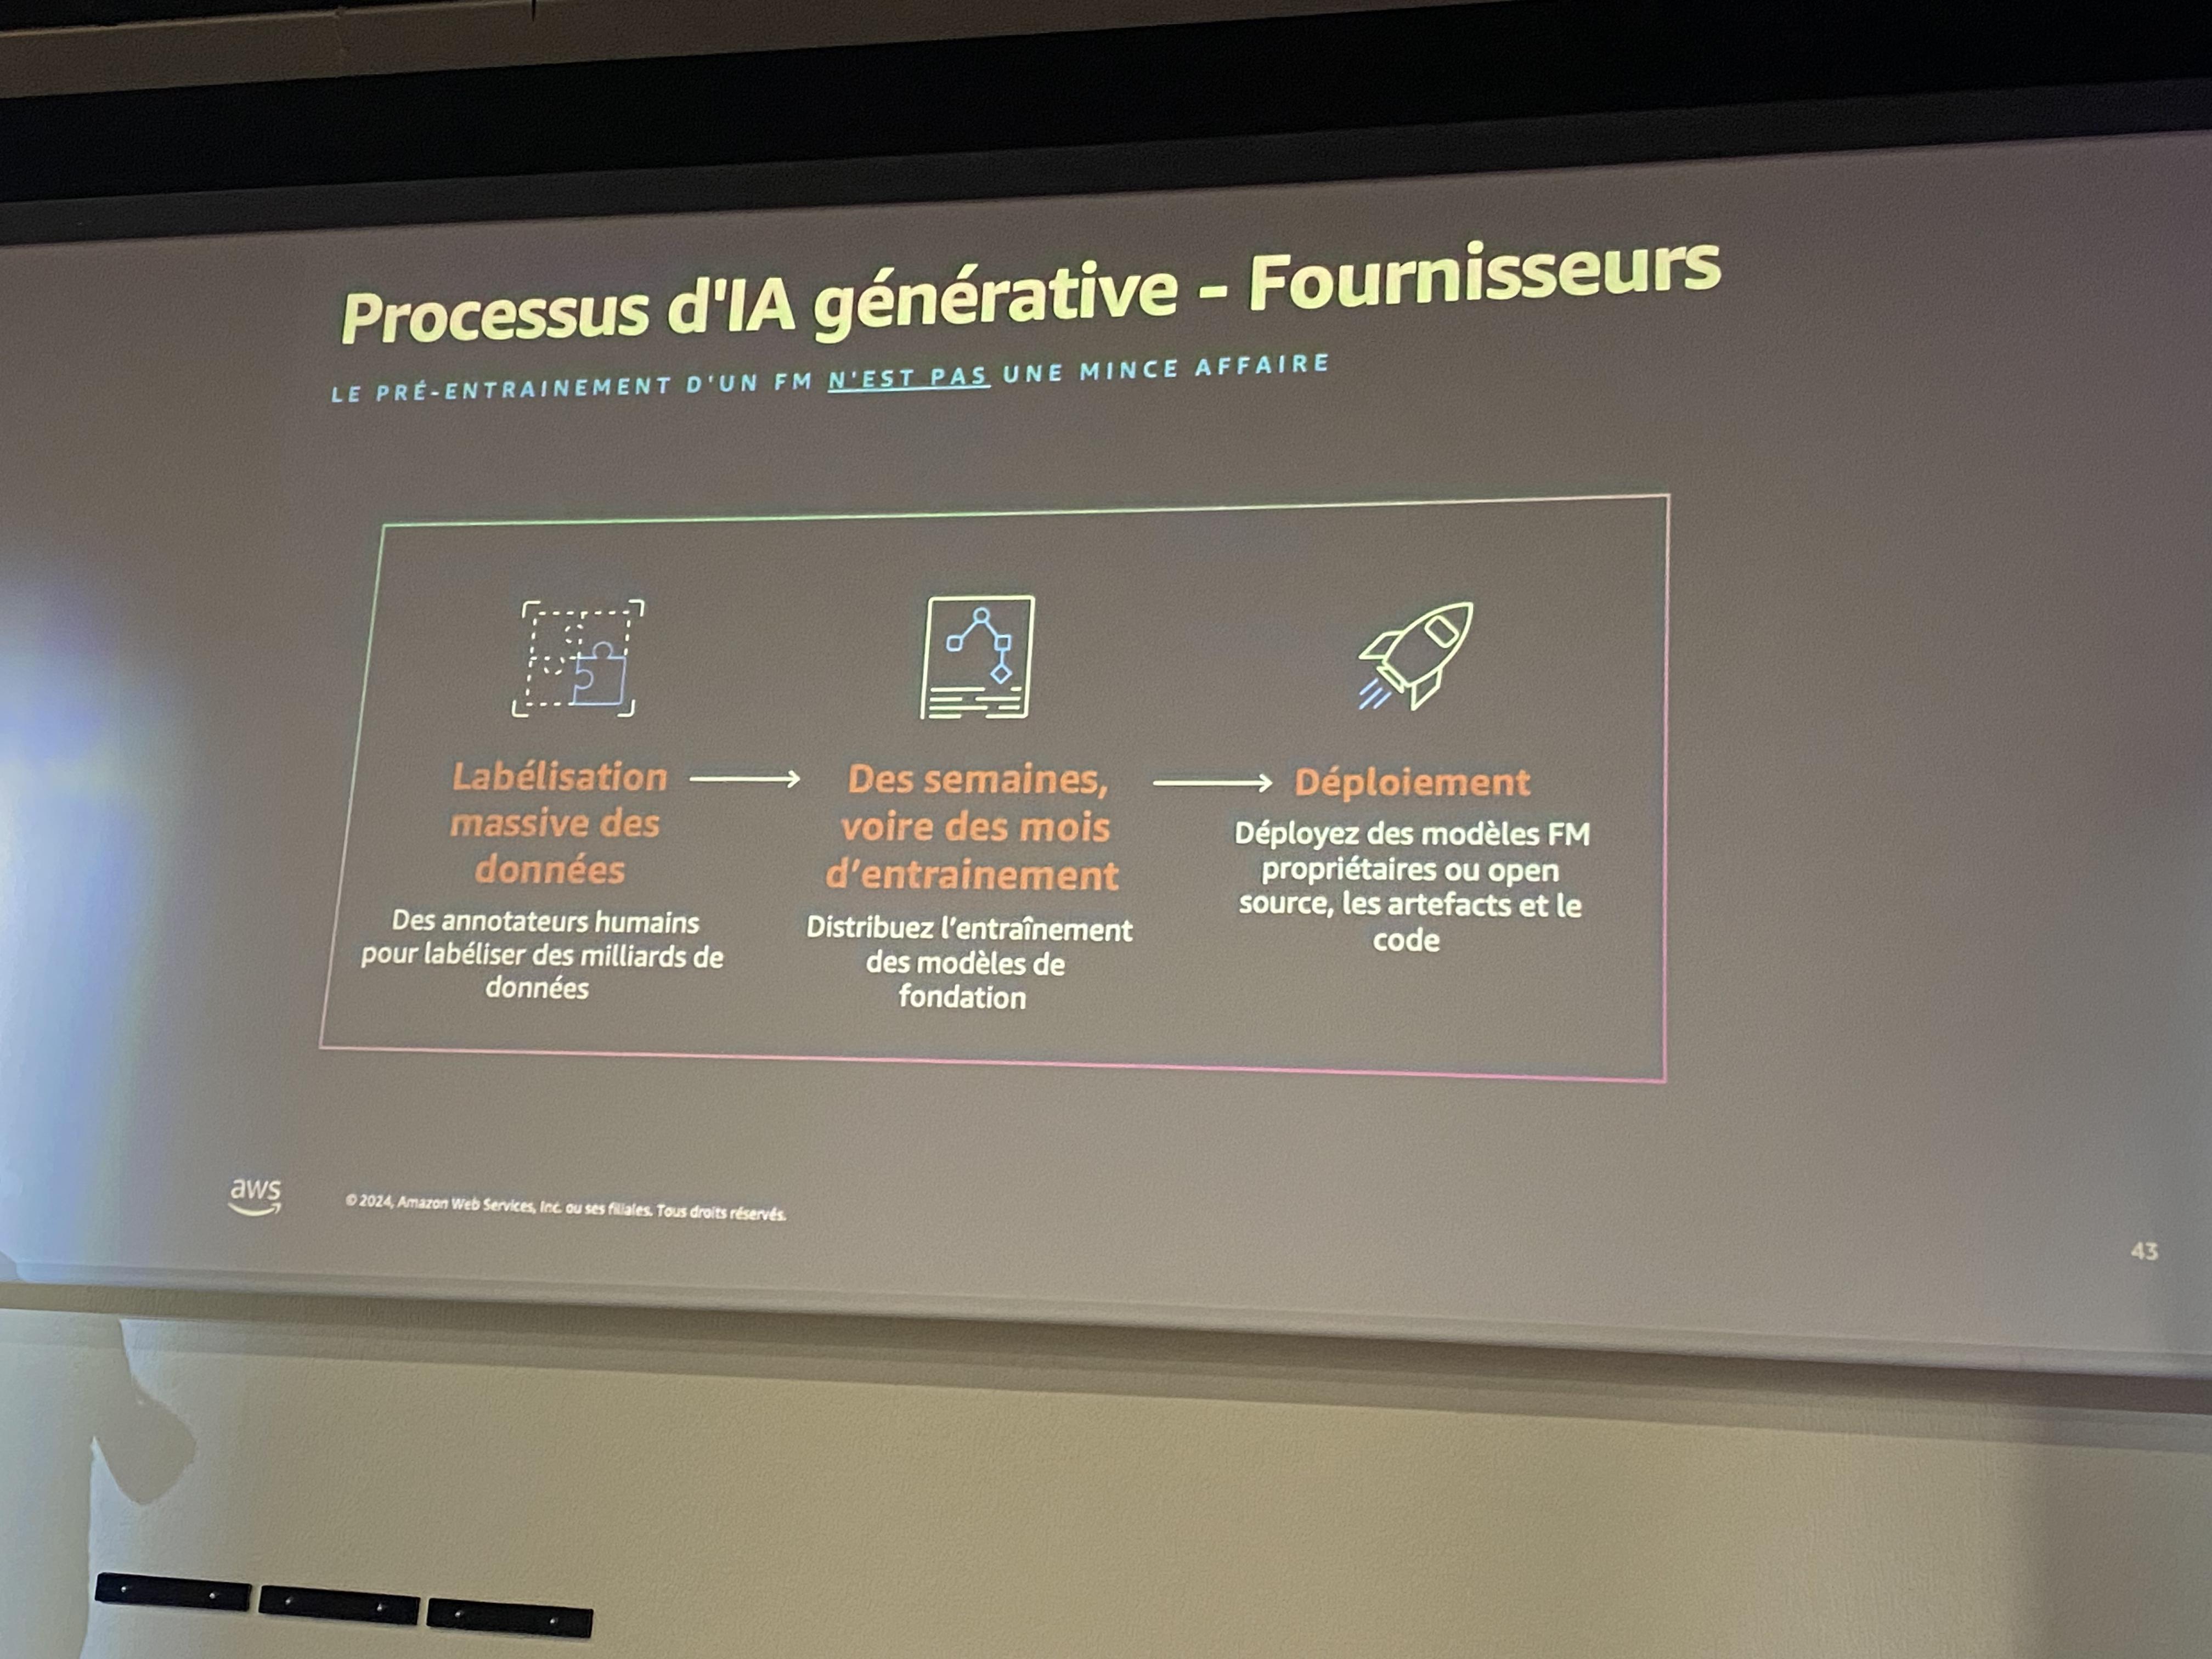 Processus d'IA générative - Fournisseurs
LE PRÉ-ENTRAINEMENT D'UN FM N'EST PAS UNE MINCE AFFAIRE
Labélisation
massive des
données
Des annotateurs humains
pour labéliser des milliards de
données
Des semaines,
voire des mois
d’entrainement
Distribuez l’entraînement
des modèles de
fondation
Déploiement
Déployez des modèles FM
propriétaires ou open
source, les artefacts et le
code
aws
© 2024, Amazon Web Services, Inc. ou ses filiales. Tous droits réservés.
43